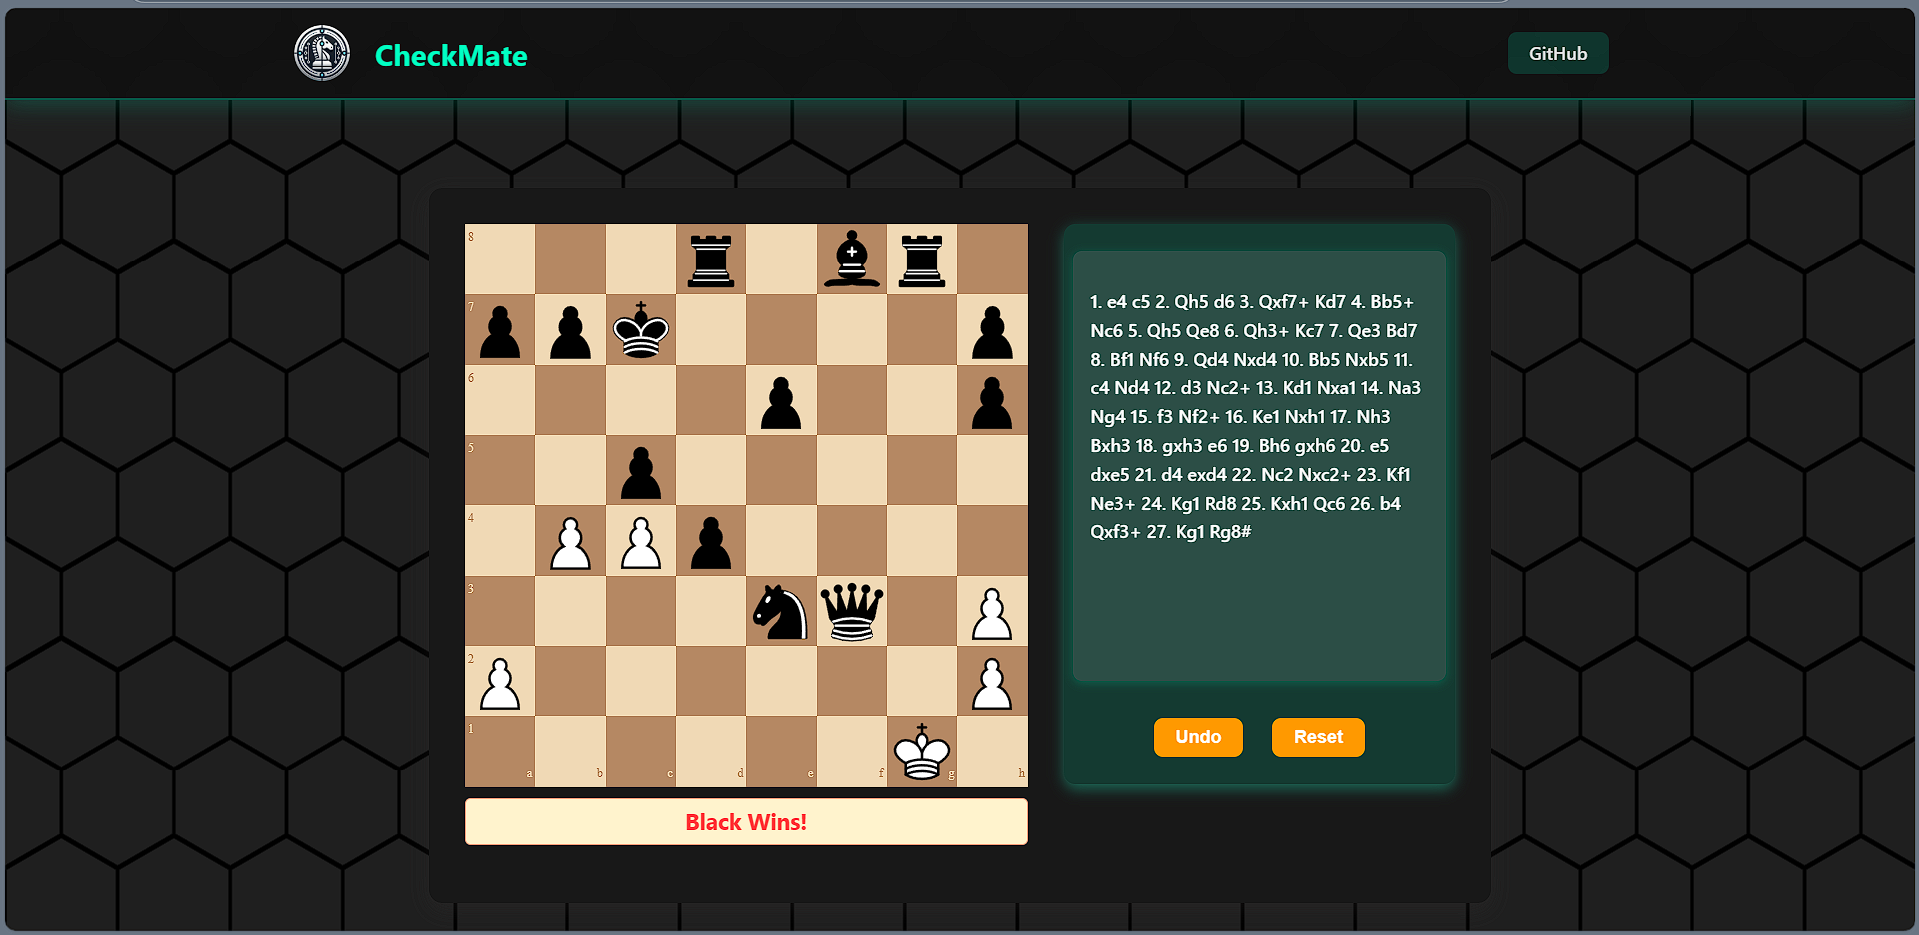 CheckMate
GitHub
8
7
6
5
4
3
2
1
a b c d e f g h
1. e4 c5 2. Qh5 d6 3. Qxf7+ Kd7 4. Bb5+
Nc6 5. Qh5 Qe8 6. Qh3+ Kc7 7. Qe3 Bd7
8. Bf1 Nf6 9. Qd4 Nxd4 10. Bb5 Nxb5 11.
c4 Nd4 12. d3 Nc2+ 13. Kd1 Nxa1 14. Na3
Ng4 15. f3 Nf2+ 16. Ke1 Nxh1 17. Nh3
Bxh3 18. gxh3 e6 19. Bh6 gxh6 20. e5
dxe5 21. d4 exd4 22. Nc2 Nxc2+ 23. Kf1
Ne3+ 24. Kg1 Rd8 25. Kxh1 Qc6 26. b4
Qxf3+ 27. Kg1 Rg8#
Undo
Reset
Black Wins!